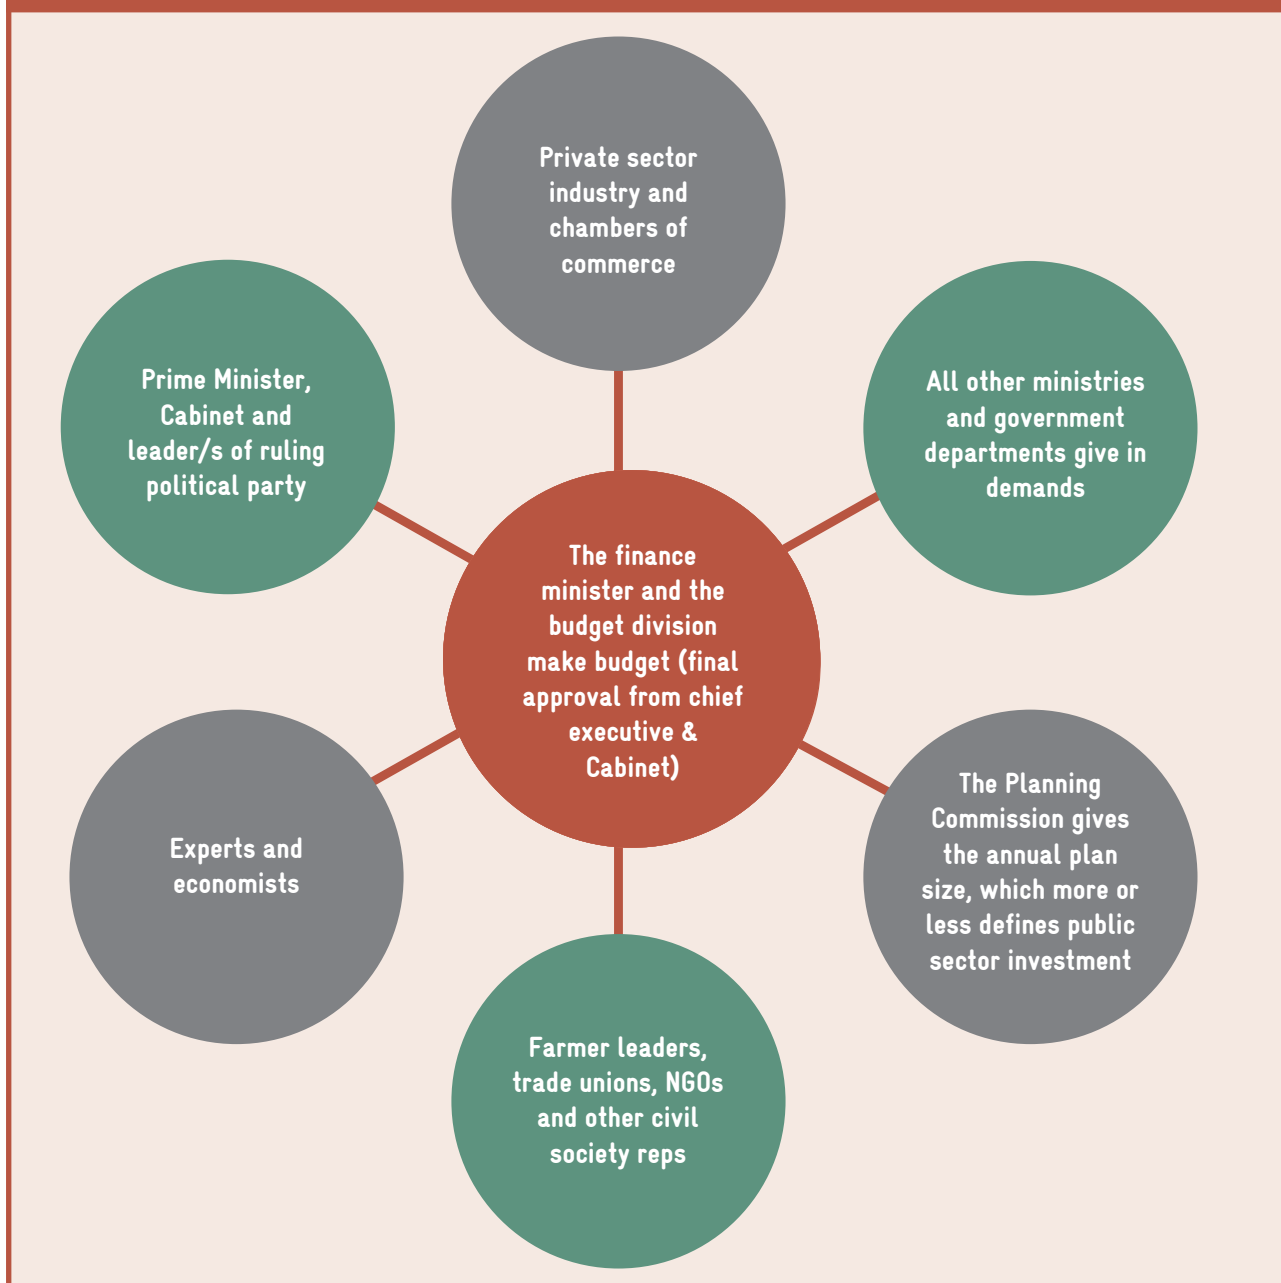 Private sector
industry and
chambers of
commerce
Prime Minister,
Cabinet and
leader/s of ruling
political party
All other ministries
and government
departments give in
demands
The finance
minister and the
budget division
make budget (final
approval from chief
executive &
Cabinet)
Experts and
economists
The Planning
Commission gives
the annual plan
size, which more or
less defines public
sector investment
Farmer leaders,
trade unions, NGOs
and other civil
society reps